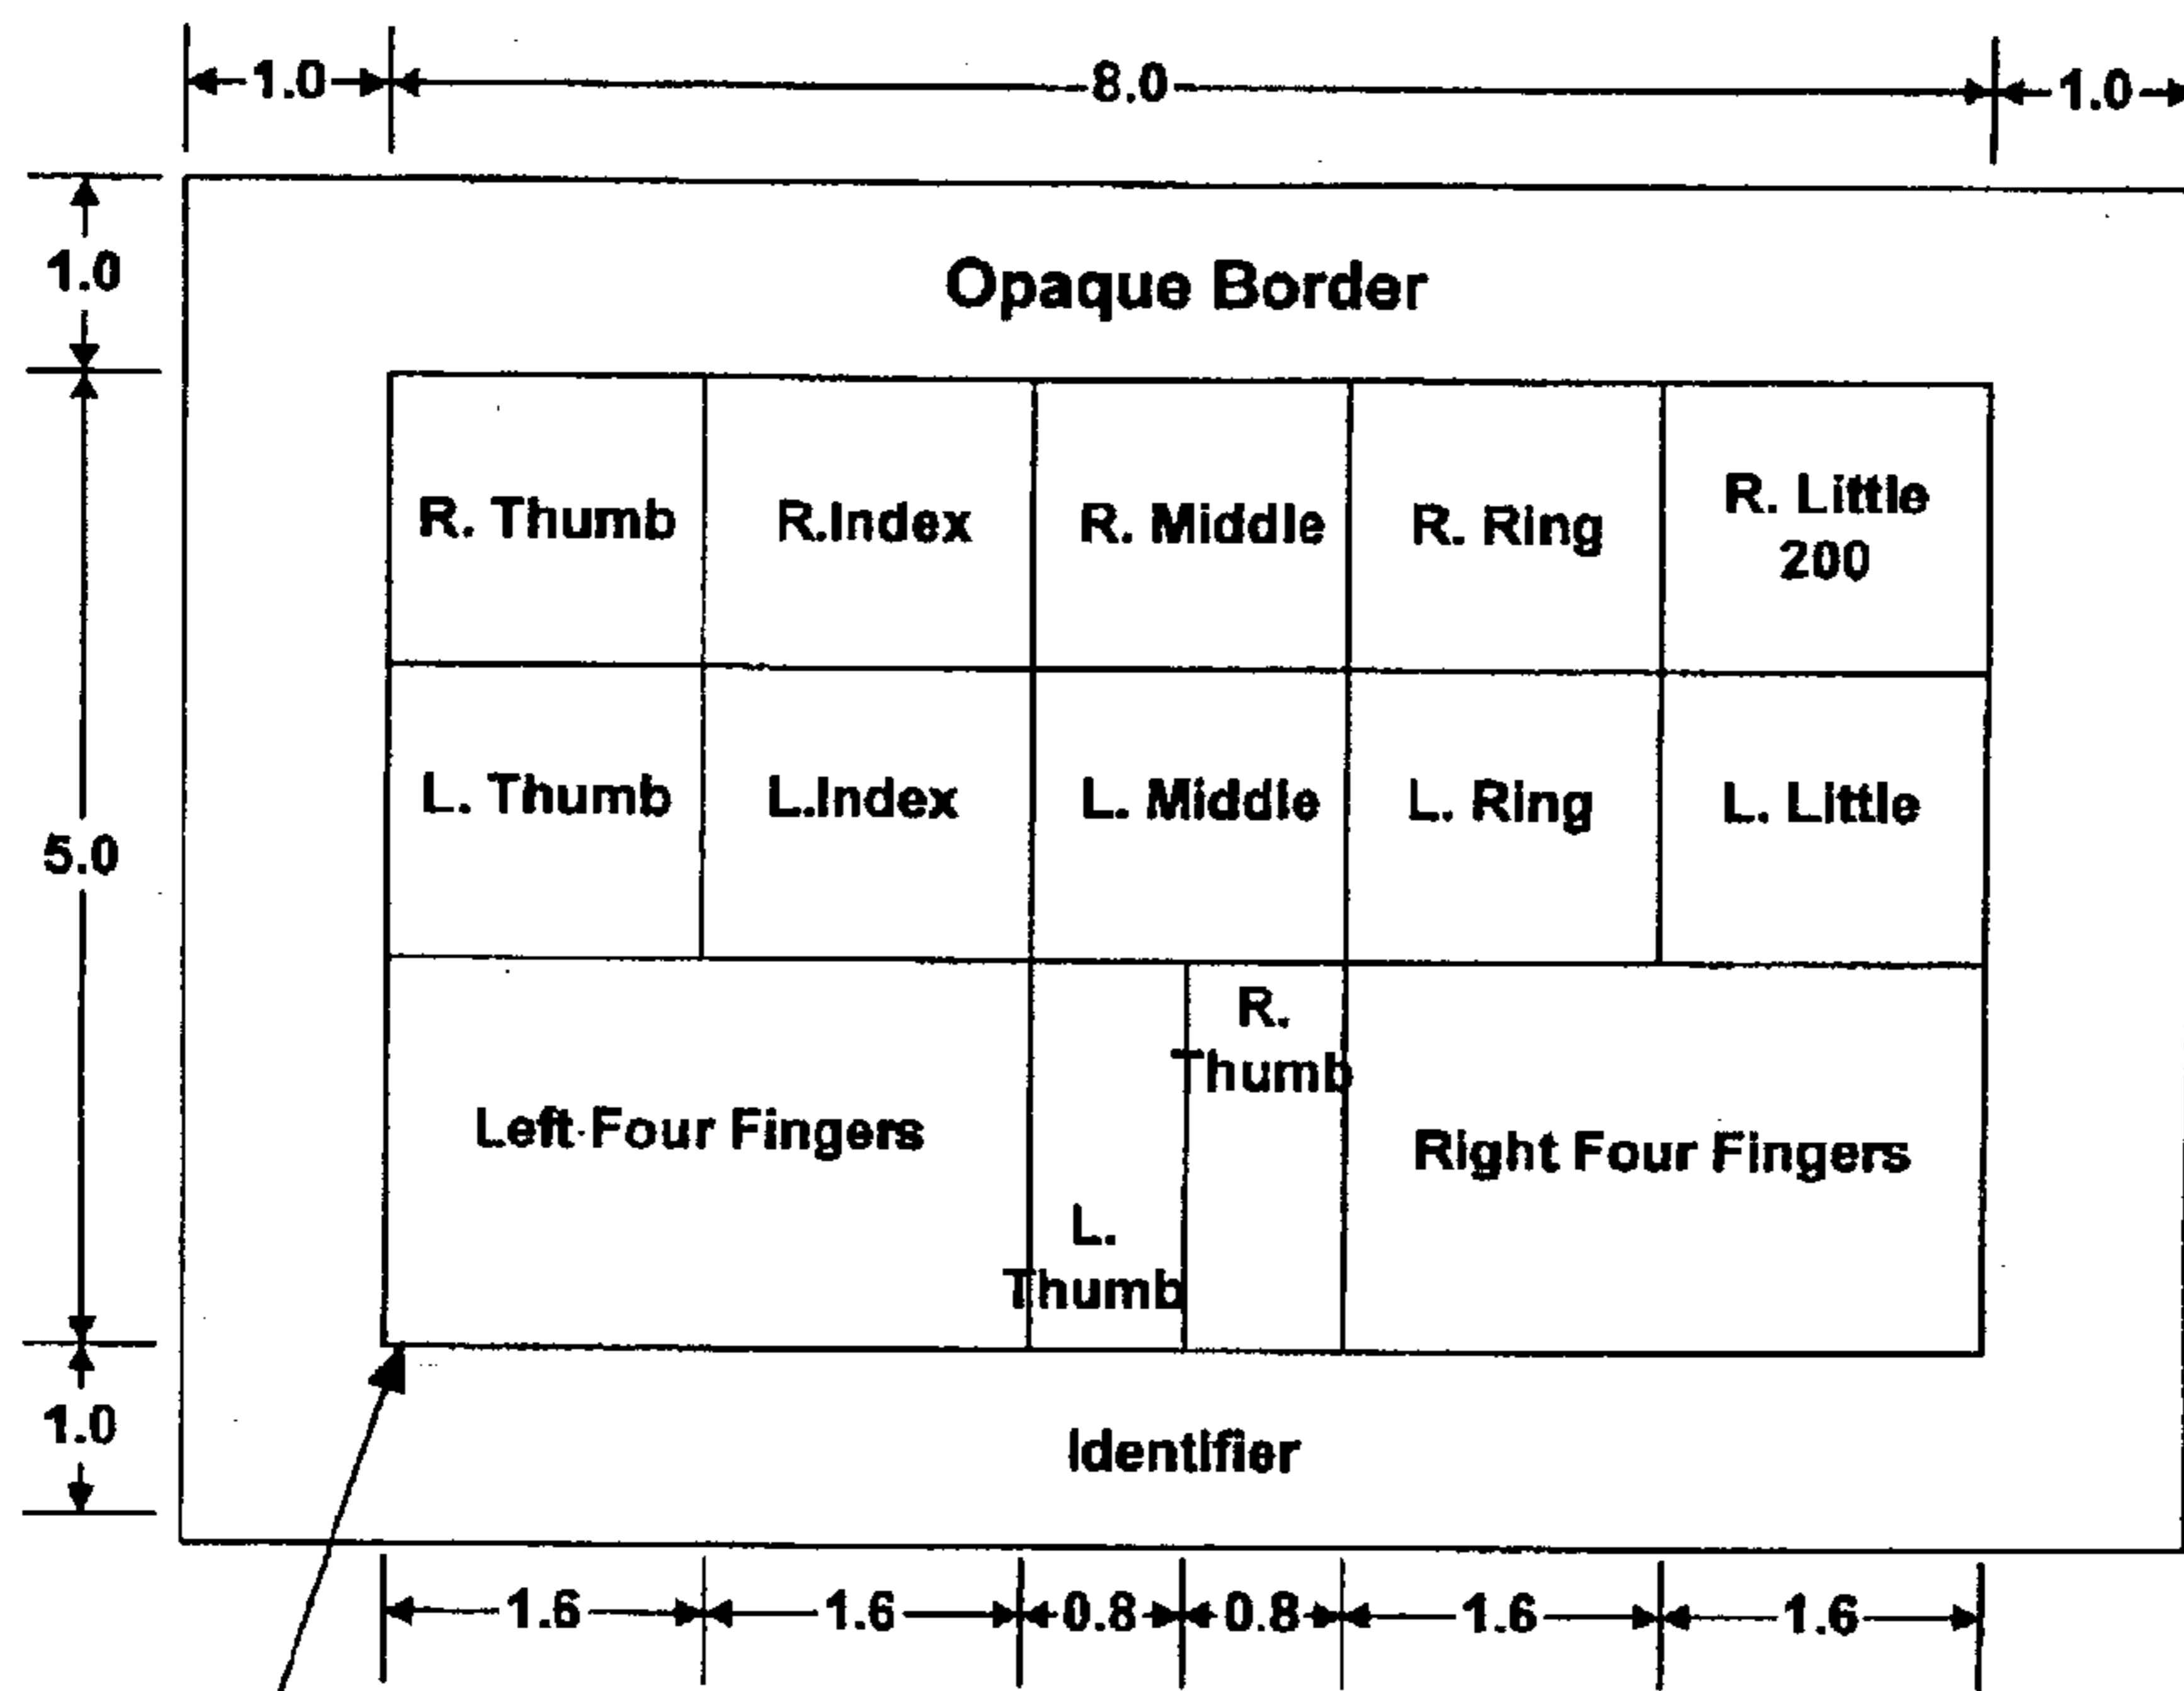 1.0 8.0 1.0
1.0
Opaque Border
R. Thumb R.Index R. Middle R. Ring R. Little
200
L. Thumb L.Index L. Middle L. Ring L. Little
5.0
R.
Thumb
Left Four Fingers
Right Four Fingers
L.
Thumb
1.0
Identifier
1.6 1.6 0.8 0.8 1.6 1.6